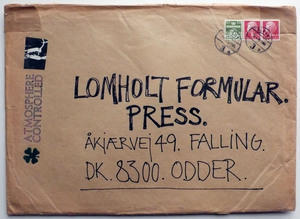 ATMOSPHERE
CONTROLLED
LOMHOLT FORMULAR.
PRESS.
ÅKJÆRVEJ 49. FALLING.
DK. 8300. ODDER.